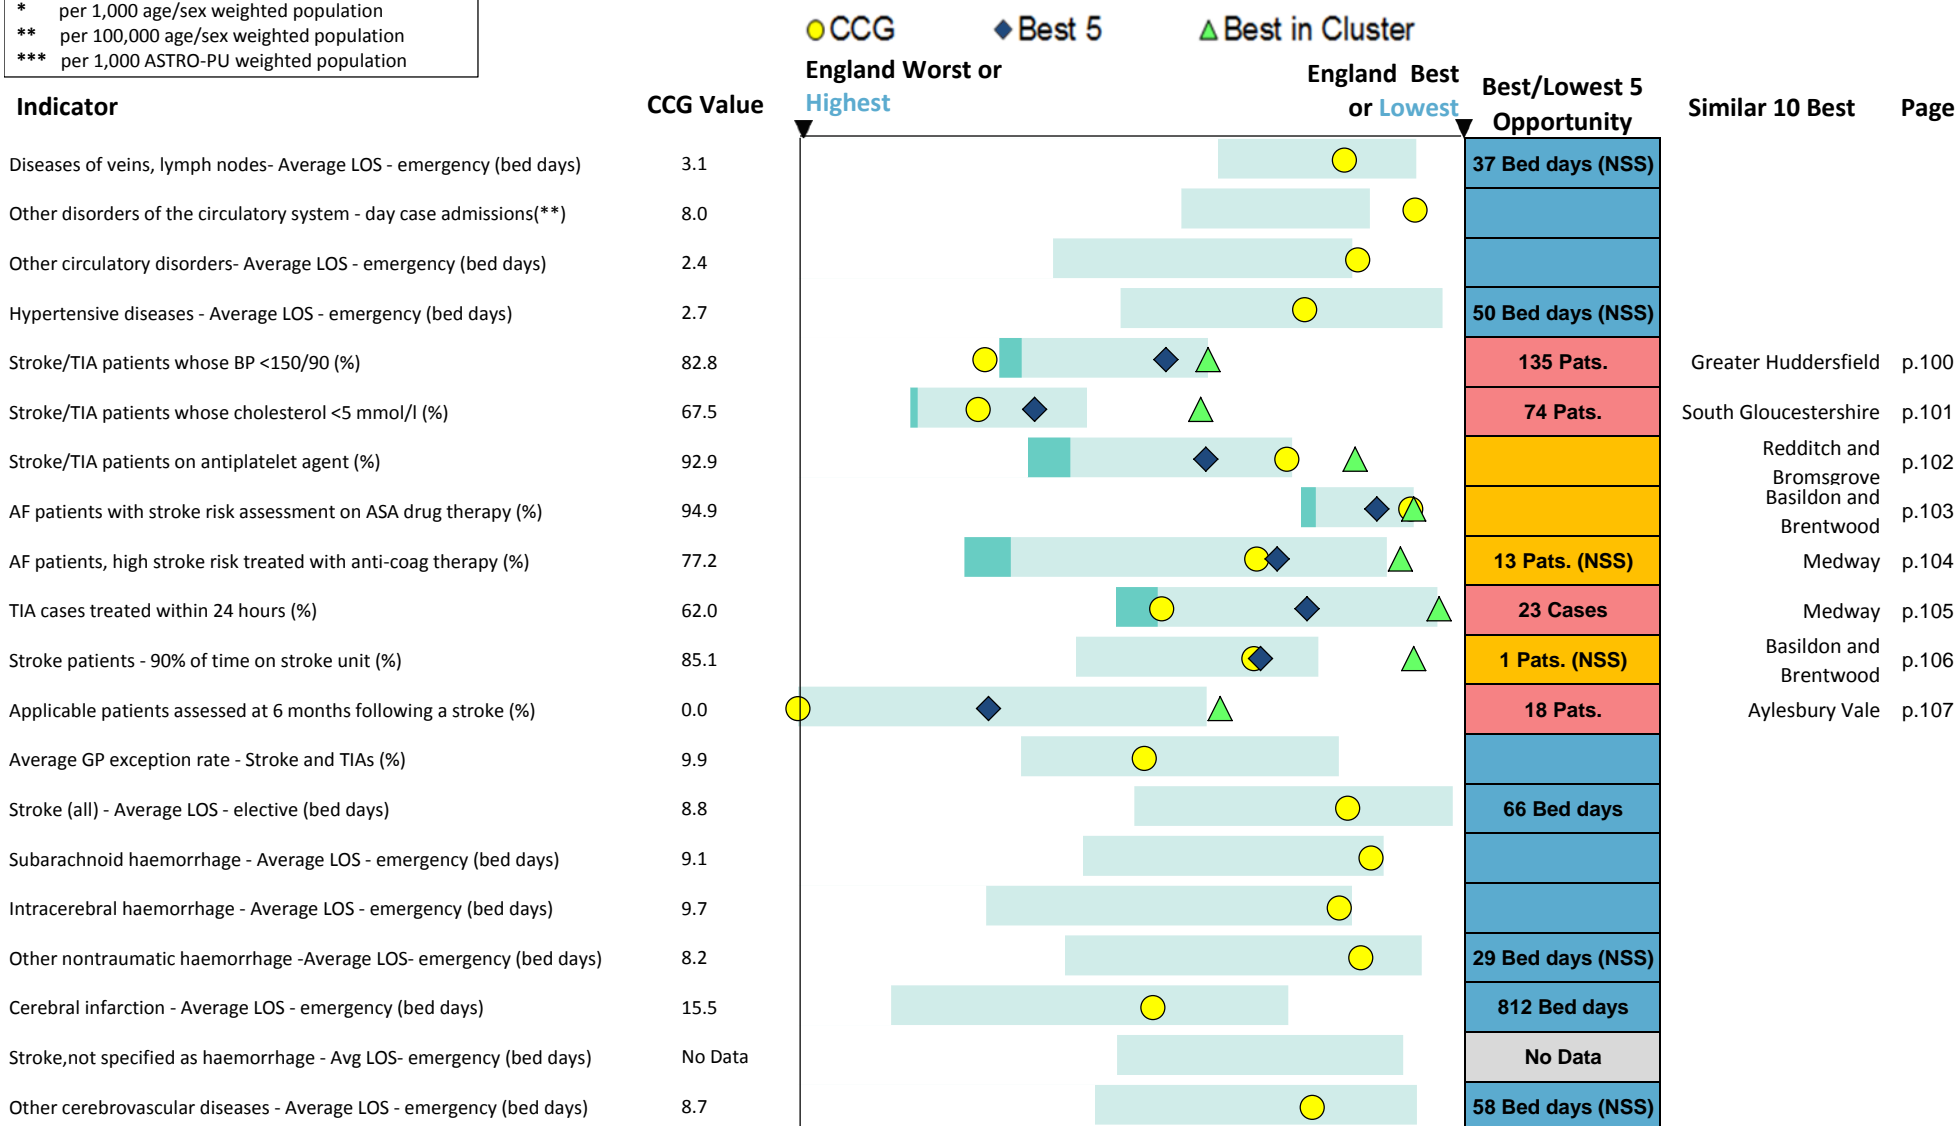 * per 1,000 age/sex weighted population
** per 100,000 age/sex weighted population
*** per 1,000 ASTRO-PU weighted population
CCG Best 5 Best in Cluster
England Worst or Highest England Best or Lowest
Indicator CCG Value Best/Lowest 5 Opportunity Similar 10 Best Page
Diseases of veins, lymph nodes- Average LOS - emergency (bed days) 3.1 37 Bed days (NSS)
Other disorders of the circulatory system - day case admissions(**) 8.0
Other circulatory disorders- Average LOS - emergency (bed days) 2.4
Hypertensive diseases - Average LOS - emergency (bed days) 2.7 50 Bed days (NSS)
Stroke/TIA patients whose BP <150/90 (%) 82.8 135 Pats. Greater Huddersfield p.100
Stroke/TIA patients whose cholesterol <5 mmol/l (%) 67.5 74 Pats. South Gloucestershire p.101
Stroke/TIA patients on antiplatelet agent (%) 92.9 Redditch and Bromsgrove p.102
AF patients with stroke risk assessment on ASA drug therapy (%) 94.9 Basildon and Brentwood p.103
AF patients, high stroke risk treated with anti-coag therapy (%) 77.2 13 Pats. (NSS) Medway p.104
TIA cases treated within 24 hours (%) 62.0 23 Cases Medway p.105
Stroke patients - 90% of time on stroke unit (%) 85.1 1 Pats. (NSS) Basildon and Brentwood p.106
Applicable patients assessed at 6 months following a stroke (%) 0.0 18 Pats. Aylesbury Vale p.107
Average GP exception rate - Stroke and TIAs (%) 9.9
Stroke (all) - Average LOS - elective (bed days) 8.8 66 Bed days
Subarachnoid haemorrhage - Average LOS - emergency (bed days) 9.1
Intracerebral haemorrhage - Average LOS - emergency (bed days) 9.7
Other nontraumatic haemorrhage -Average LOS- emergency (bed days) 8.2 29 Bed days (NSS)
Cerebral infarction - Average LOS - emergency (bed days) 15.5 812 Bed days
Stroke,not specified as haemorrhage - Avg LOS- emergency (bed days) No Data No Data
Other cerebrovascular diseases - Average LOS - emergency (bed days) 8.7 58 Bed days (NSS)